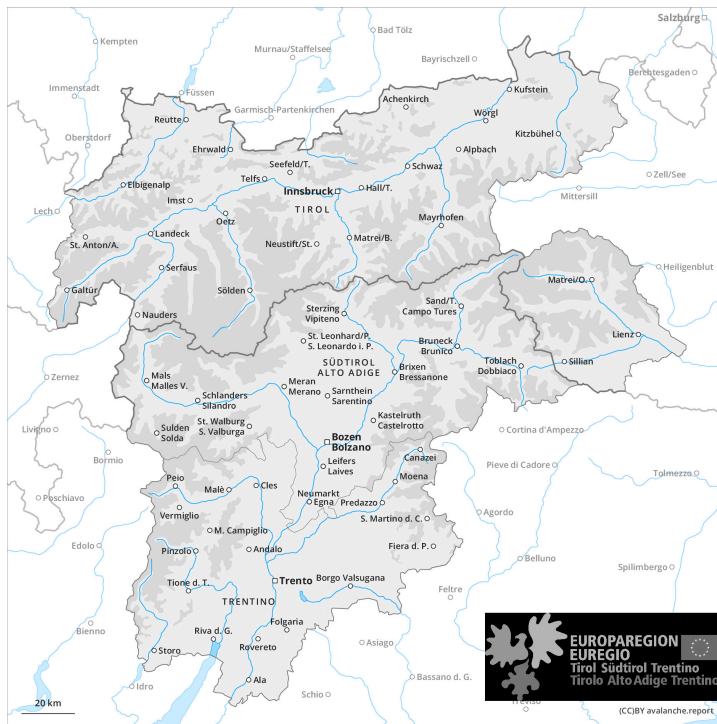 Salzburg
Bad Tölz
Kempten
Murnau/Staffelsee
Bayrischzell
Berchtesgaden
Immenstadt
Füssen
Kufstein
Achenkirch
Garmisch-Partenkirchen
Wörgl
Reutte
Oberstdorf
Kitzbühel
Ehrwald
Alpbach
Seefeld/T.
Schwaz
Telfs
Zell/See
Elbigenalp
Innsbruck
Hall/T.
Mittersill
Imst
TIROL
Lech
Oetz
Mayrhofen
St. Anton/A.
Landeck
Neustift/St.
Matrei/B.
Serfaus
Heiligenblut
Galtür
Sölden
Matrei/O.
Sand/T.
Campo Tures
Nauders
Sterzing
Vipiteno
Lienz
St. Leonhard/P.
S. Leonardo i. P.
Bruneck
Brunico
Toblach
Dobbiaco
Sillian
SÜDTIROL
ALTO ADIGE
Brixen
Bressanone
Zernez
Mals
Malles V.
Meran
Merano
Sarnthein
Sarentino
Schlanders
Silandro
Kastelruth
Castelrotto
St. Walburg
S. Valburga
Livigno
Sulden
Solda
Cortina d'Ampezzo
Bozen
Bolzano
Bormio
Canazei
Leifers
Laives
Pieve di Cadore
Tolmezzo
Peio
Moena
Malè
Cles
Poschiavo
Neumarkt
Egna
Predazzo
Vermiglio
Agordo
S. Martino d. C.
M. Campiglio
Edolo
Pinzolo
Andalo
Fiera d. P.
Belluno
Spilimbergo
Tione d. T.
Trento
Borgo Valsugana
Feltre
TRENTINO
Bienno
Folgaria
Riva d. G.
Rovereto
Asiago
Storo
EUROPAREGION
EUREGIO
Tirol Südtirol Trentino
Tirolo Alto Adige Trentino
Ala
Idro
Bassano d. G.
Schio
20 km
Treviso
(CC)BY avalanche.report